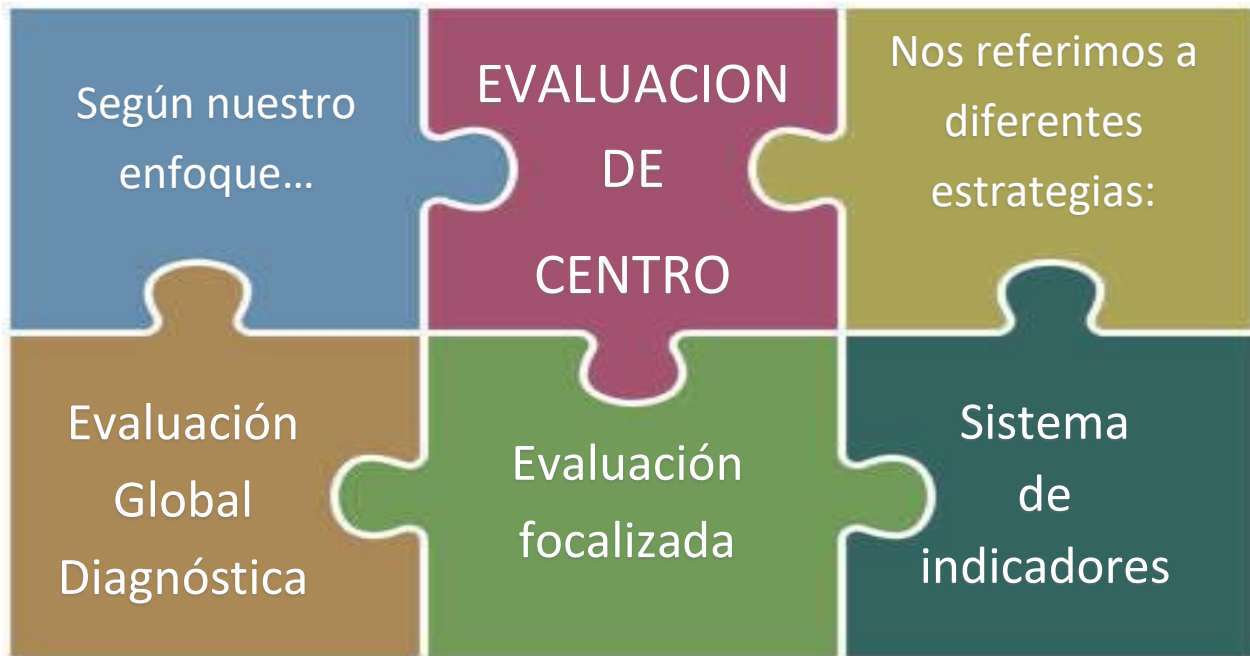 Según nuestro
enfoque...
EVALUACION
DE
CENTRO
Nos referimos a
diferentes
estrategias:
Evaluación
Global
Diagnóstica
Evaluación
focalizada
Sistema
de
indicadores